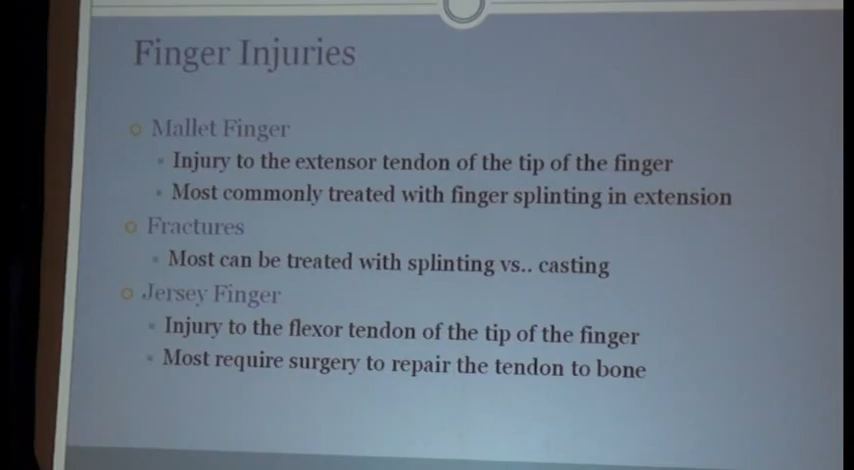 Finger Injuries
Mallet Finger
Injury to the extensor tendon of the tip of the finger
Most commonly treated with finger splinting in extension
Fractures
Most can be treated with splinting vs.. casting
Jersey Finger
Injury to the flexor tendon of the tip of the finger
Most require surgery to repair the tendon to bone